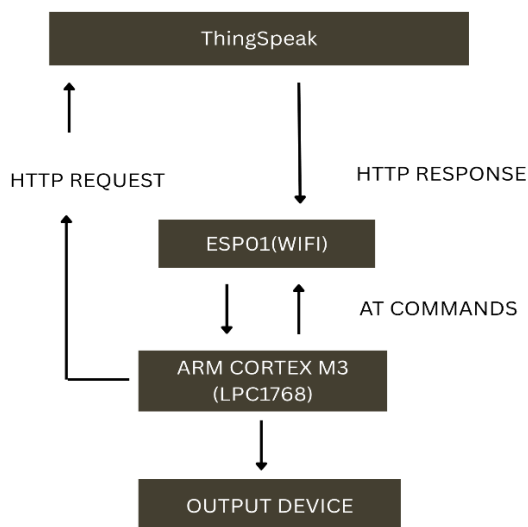 ThingSpeak
HTTP REQUEST
HTTP RESPONSE
ESP01(WIFI)
AT COMMANDS
ARM CORTEX M3
(LPC1768)
OUTPUT DEVICE